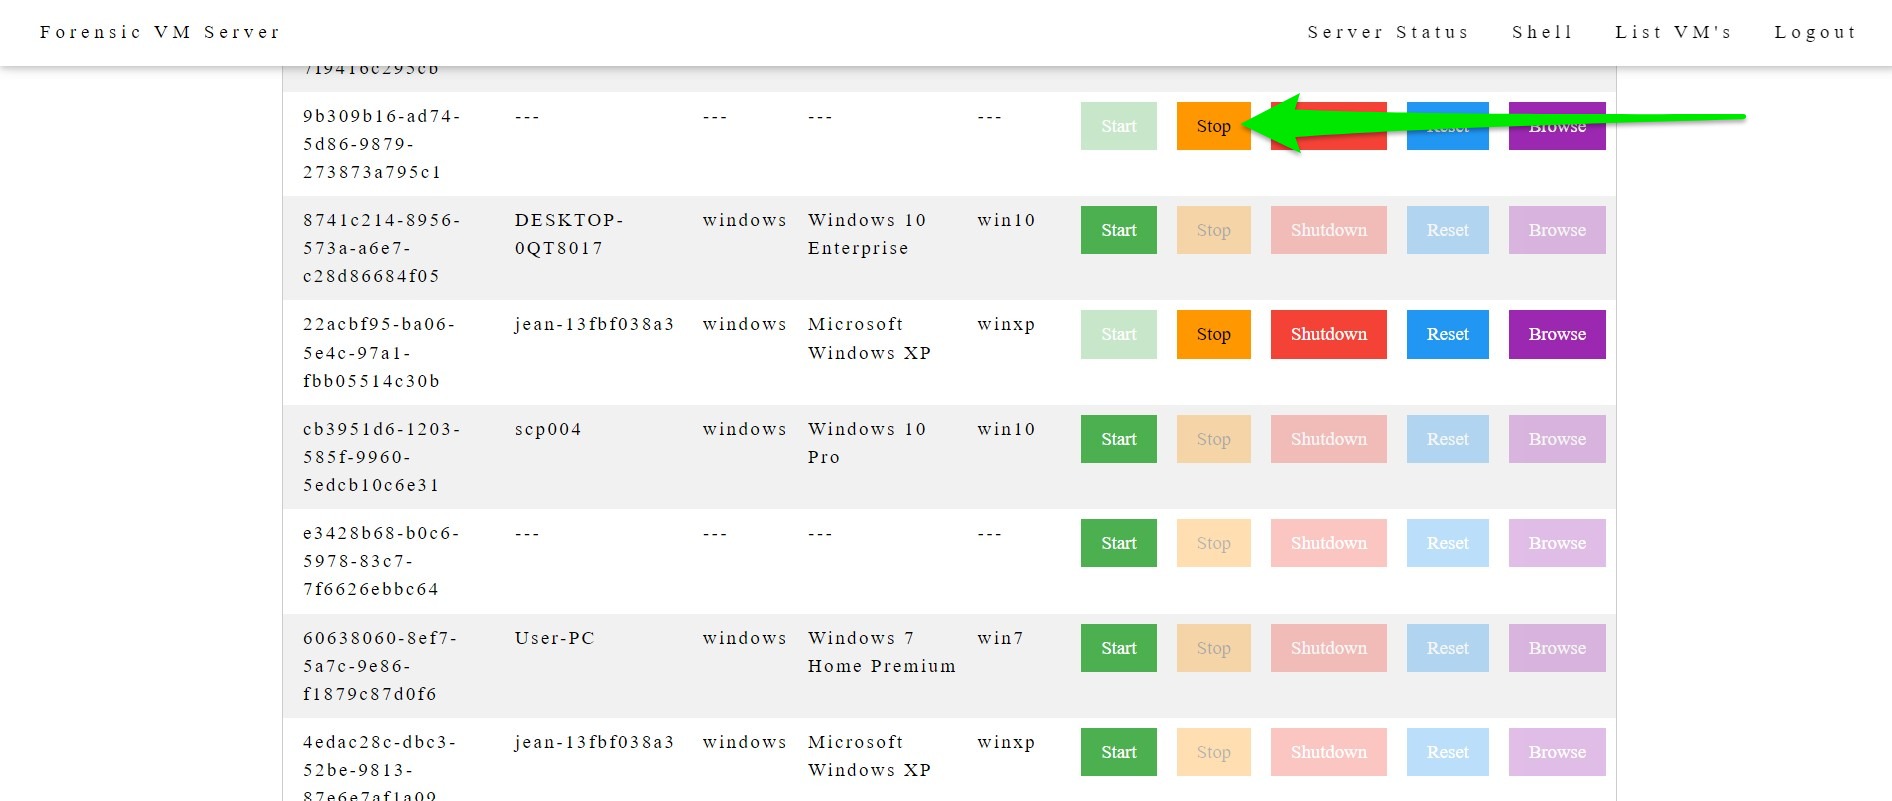 Forensic VM Server
Server Status Shell List VM's Logout
719416c295cb
9b309b16-ad74- --- --- --- --- Start Stop Reset Browse
5d86-9879-
273873a795c1
8741c214-8956- DESKTOP- windows Windows 10 win10 Start Stop Shutdown Reset Browse
573a-a6e7- 0QT8017 Enterprise
c28d86684f05
22acbf95-ba06- jean-13fbf038a3 windows Microsoft winxp Start Stop Shutdown Reset Browse
5e4c-97a1- Windows XP
fbb05514c30b
cb3951d6-1203- scp004 windows Windows 10 win10 Start Stop Shutdown Reset Browse
585f-9960- Pro
5edcb10c6e31
e3428b68-b0c6- --- --- --- --- Start Stop Shutdown Reset Browse
5978-83c7-
7f6626ebbc64
60638060-8ef7- User-PC windows Windows 7 win7 Start Stop Shutdown Reset Browse
5a7c-9e86- Home Premium
f1879c87d0f6
4edac28c-dbc3- jean-13fbf038a3 windows Microsoft winxp Start Stop Shutdown Reset Browse
52be-9813- Windows XP
87e6e7af1a09